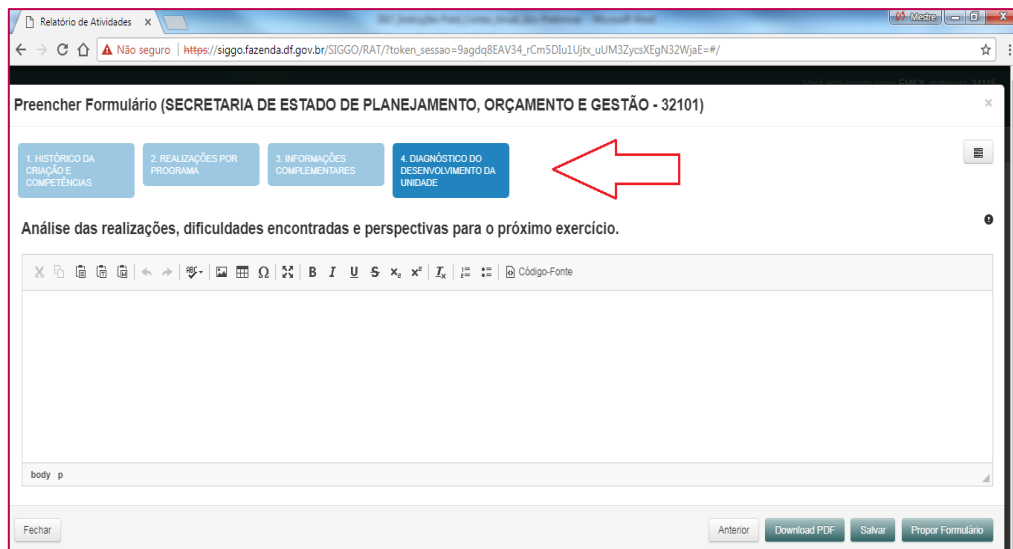 Relatório de Atividades
Mestre
Não seguro | https://siggo.fazenda.df.gov.br/SIGGO/RAT/?token_sessao=9agdq8EAV34_rCm5DIu1Ujtx_uUM3ZycsXEgN32WjaE=#/
Preencher Formulário (SECRETARIA DE ESTADO DE PLANEJAMENTO, ORÇAMENTO E GESTÃO - 32101)
1. HISTÓRICO DA CRIAÇÃO E COMPETÊNCIAS
2. REALIZAÇÕES POR PROGRAMA
3. INFORMAÇÕES COMPLEMENTARES
4. DIAGNÓSTICO DO DESENVOLVIMENTO DA UNIDADE
Análise das realizações, dificuldades encontradas e perspectivas para o próximo exercício.
Código-Fonte
body p
Fechar
Anterior
Download PDF
Salvar
Propor Formulário